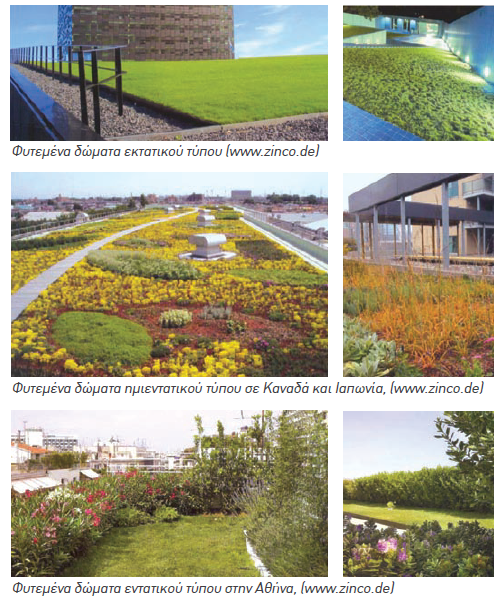 Φυτεμένα δώματα εκτατικού τύπου (www.zinco.de)
Φυτεμένα δώματα ημιεντατικού τύπου σε Καναδά και Ιαπωνία, (www.zinco.de)
Φυτεμένα δώματα εντατικού τύπου στην Αθήνα, (www.zinco.de)